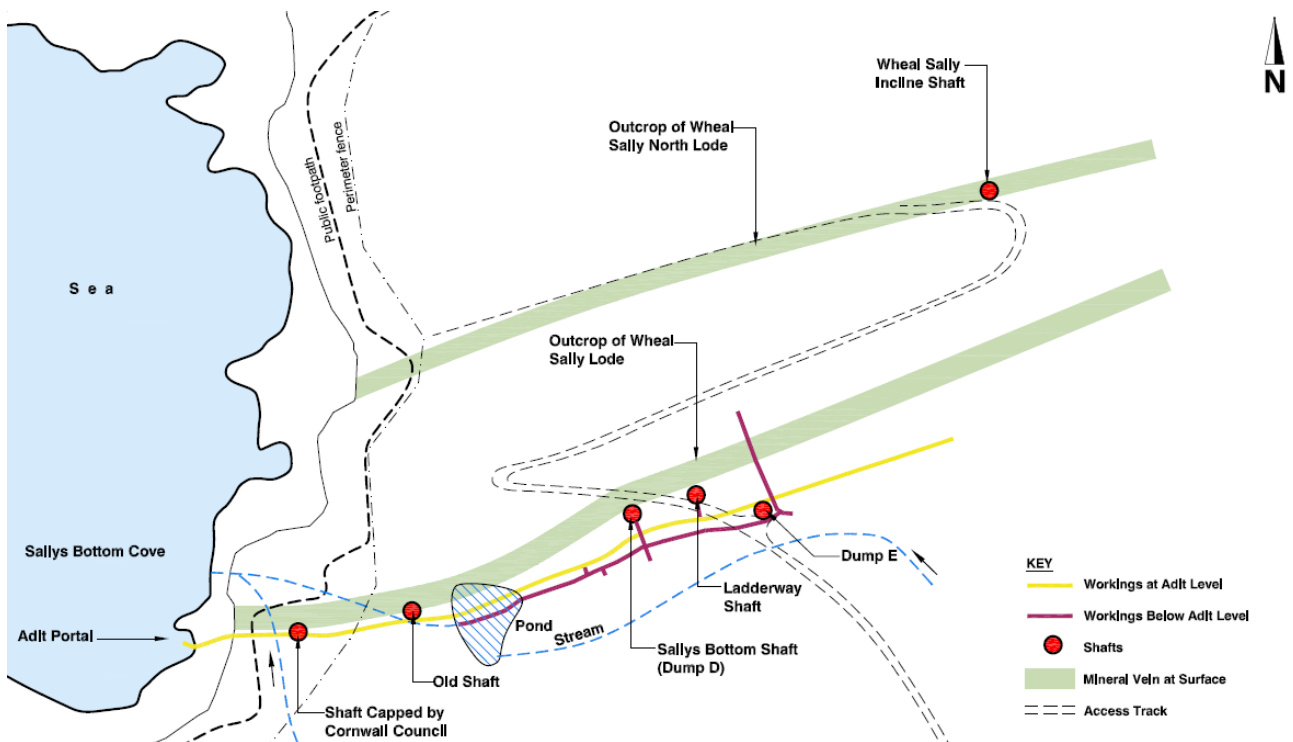 Wheal Sally
Incline Shaft
N
Outcrop of Wheal
Sally North Lode
Public footpath
Perimeter fence
Sea
Outcrop of Wheal
Sally Lode
Sallys Bottom Cove
Adit Portal
Pond
Stream
Dump E
Ladderway
Shaft
Sallys Bottom Shaft
(Dump D)
Old Shaft
Shaft Capped by
Cornwall Council
KEY
Workings at Adit Level
Workings Below Adit Level
Shafts
Mineral Vein at Surface
Access Track